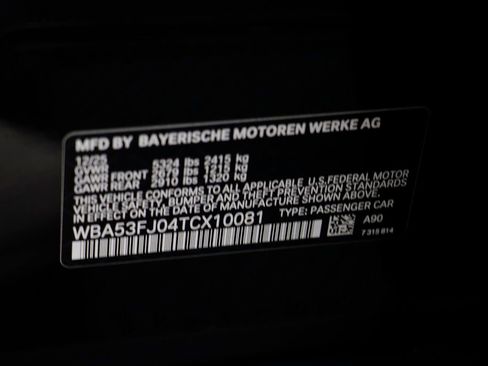 MFD BY BAYERISCHE MOTOREN WERKE AG
12/25
GVWR 5324 lbs 2415 kg
GAWR FRONT 2679 lbs 1215 kg
GAWR REAR 2910 lbs 1320 kg
THIS VEHICLE CONFORMS TO ALL APPLICABLE U.S.FEDERAL MOTOR
VEHICLE SAFETY, BUMPER AND THEFT PREVENTION STANDARDS
IN EFFECT ON THE DATE OF MANUFACTURE SHOWN ABOVE.
WBA53FJ04TCX10081 TYPE: PASSENGER CAR
A90
7 315 814